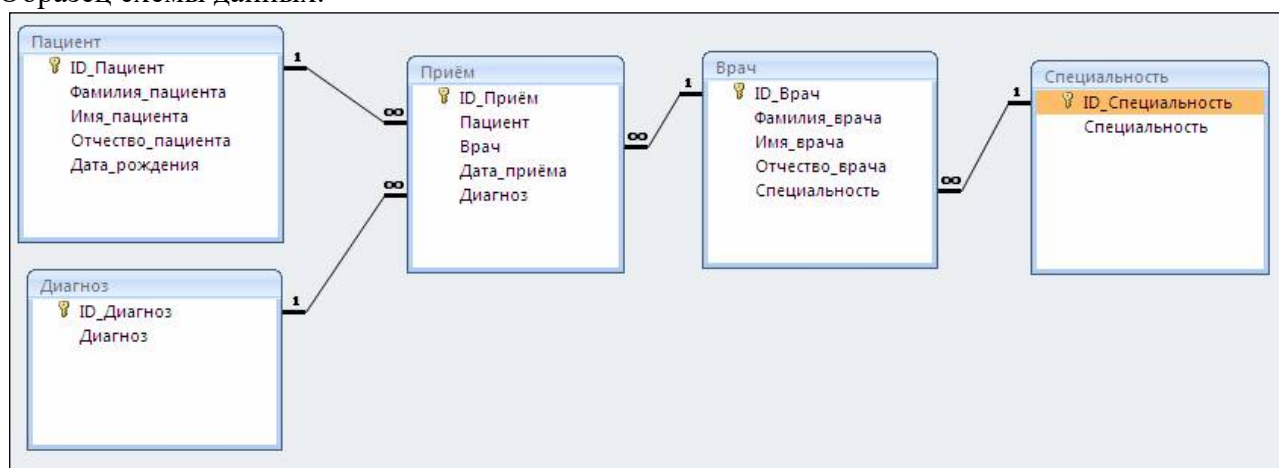 Образец схемы данных:
Пациент
ID_Пациент
Фамилия_пациента
Имя_пациента
Отчество_пациента
Дата_рождения
1
∞
Приём
ID_Приём
Пациент
Врач
Дата_приёма
Диагноз
∞
∞
1
Врач
ID_Врач
Фамилия_врача
Имя_врача
Отчество_врача
Специальность
∞
1
Специальность
ID_Специальность
Специальность
Диагноз
ID_Диагноз
Диагноз
1